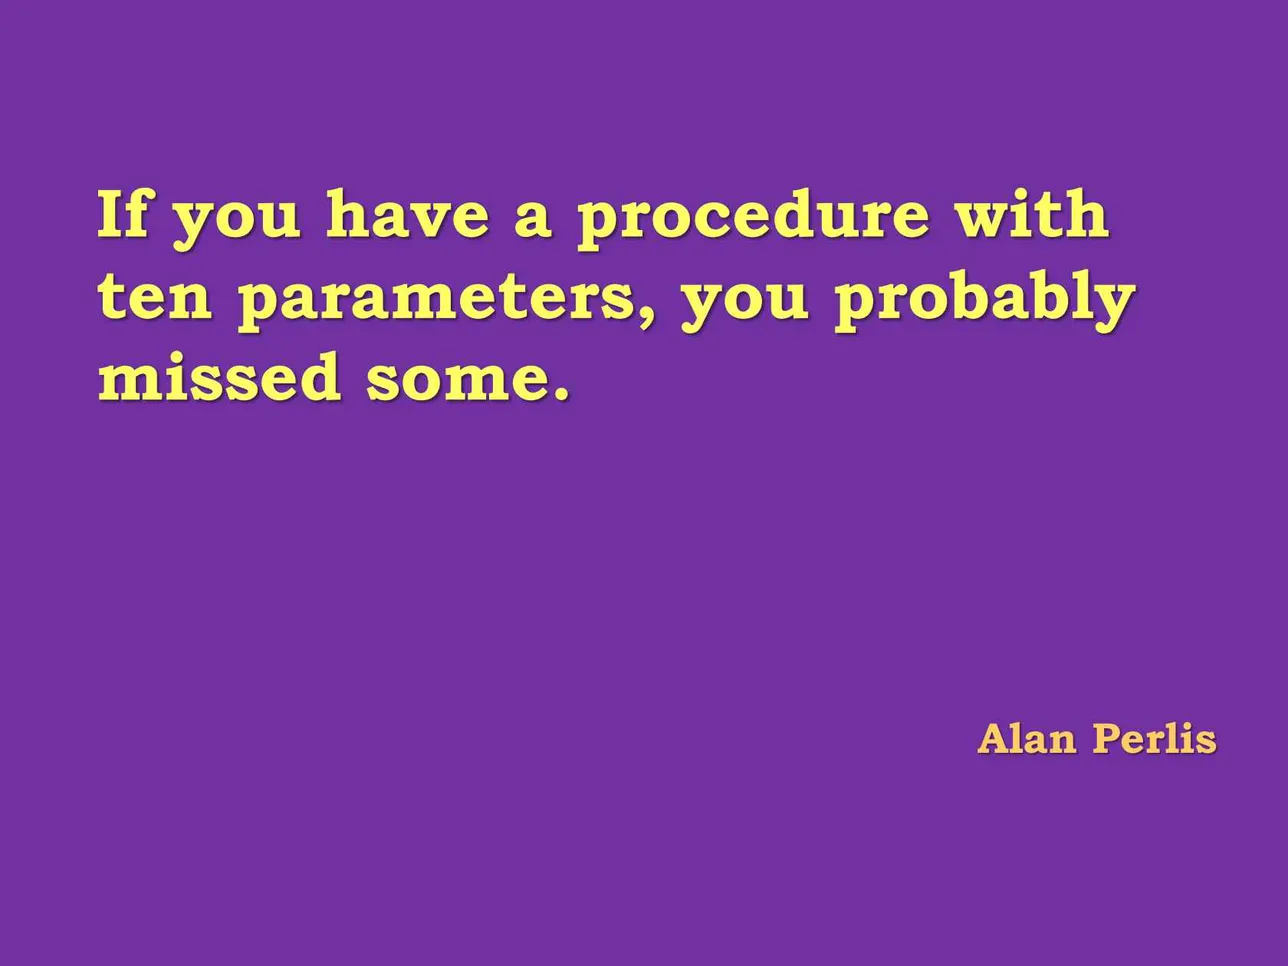 If you have a procedure with
ten parameters, you probably
missed some.
Alan Perlis